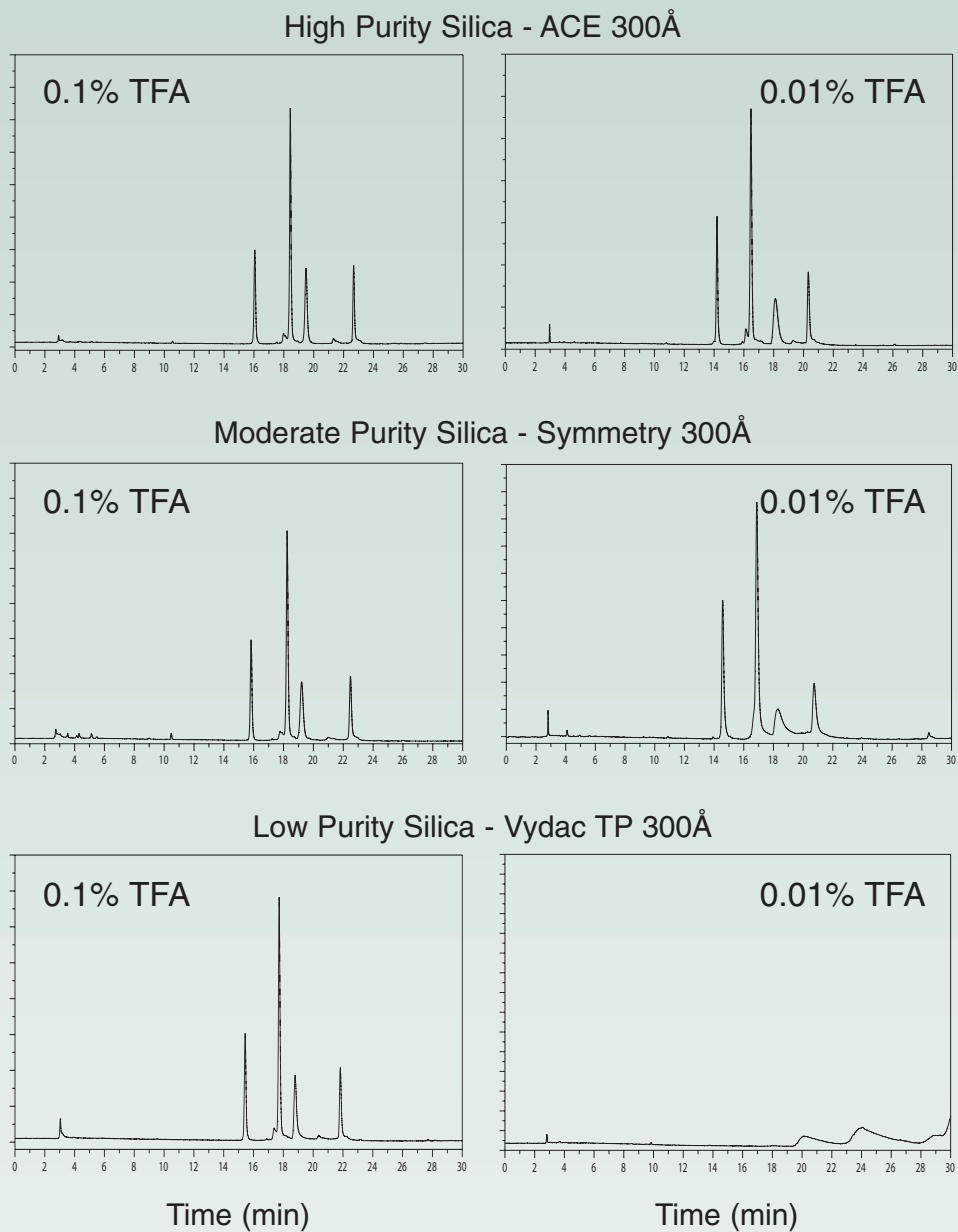 High Purity Silica - ACE 300Å
0.1% TFA
0.01% TFA
0 2 4 6 8 10 12 14 16 18 20 22 24 26 28 30
0 2 4 6 8 10 12 14 16 18 20 22 24 26 28 30
Moderate Purity Silica - Symmetry 300Å
0.1% TFA
0.01% TFA
0 2 4 6 8 10 12 14 16 18 20 22 24 26 28 30
0 2 4 6 8 10 12 14 16 18 20 22 24 26 28 30
Low Purity Silica - Vydac TP 300Å
0.1% TFA
0.01% TFA
0 2 4 6 8 10 12 14 16 18 20 22 24 26 28 30
0 2 4 6 8 10 12 14 16 18 20 22 24 26 28 30
Time (min)
Time (min)